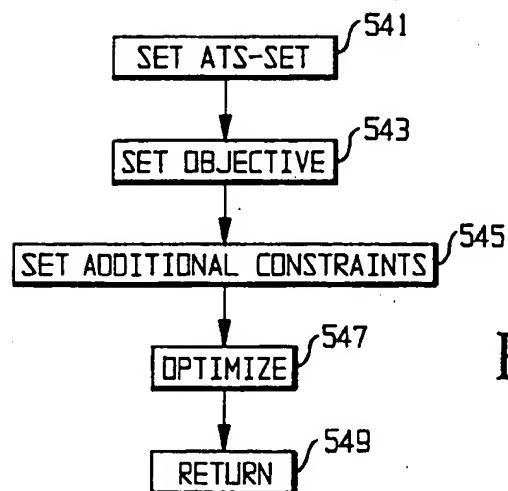 541
SET ATS-SET
543
SET OBJECTIVE
545
SET ADDITIONAL CONSTRAINTS
547
OPTIMIZE
549
RETURN